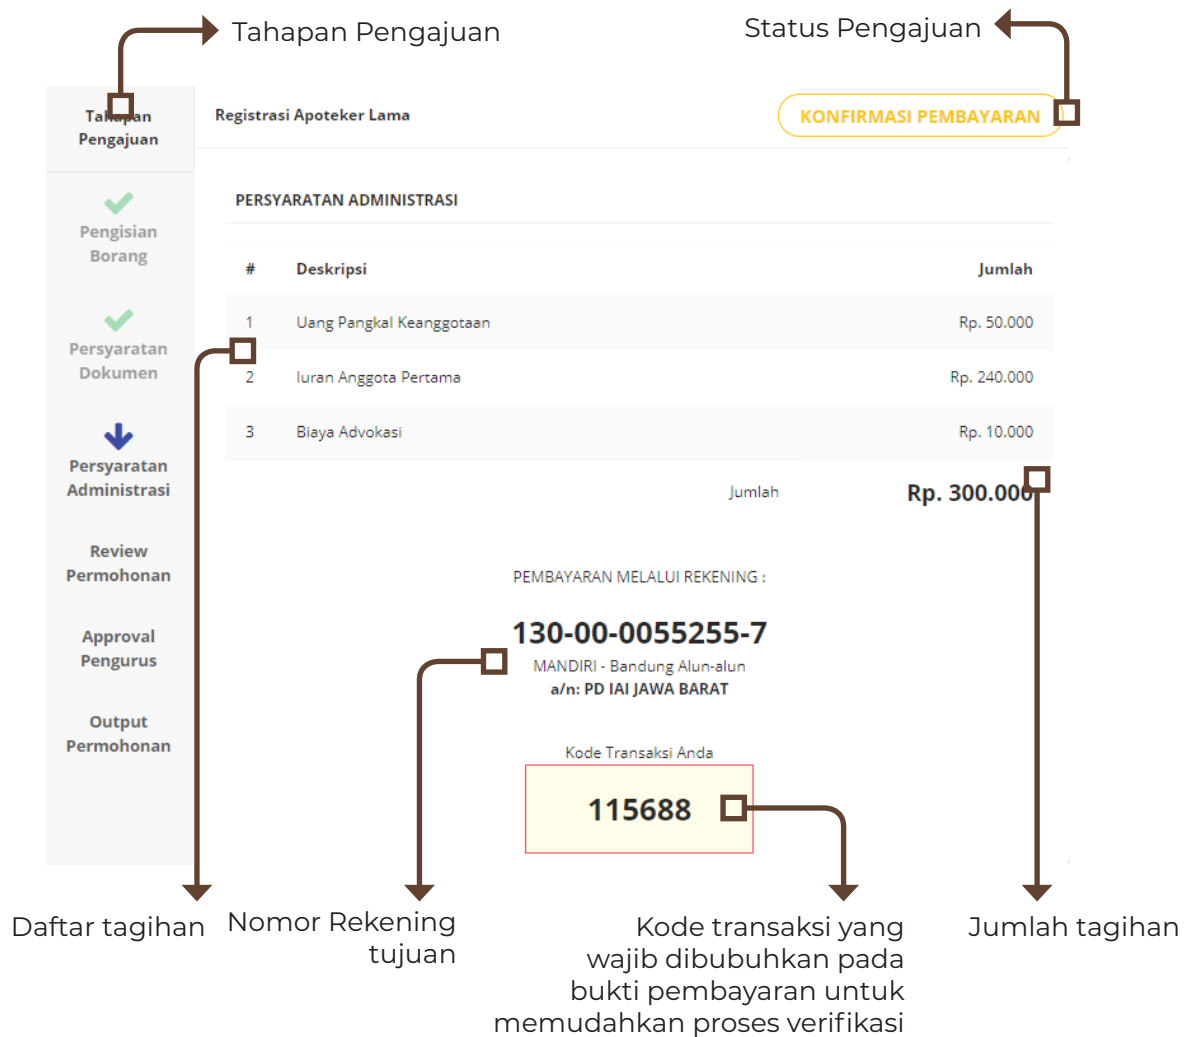 Tahapan Pengajuan
Status Pengajuan
Tahapan
Pengajuan
Registrasi Apoteker Lama
KONFIRMASI PEMBAYARAN
Pengisian
Borang
Persyaratan
Dokumen
Persyaratan
Administrasi
Review
Permohonan
Approval
Pengurus
Output
Permohonan
PERSYARATAN ADMINISTRASI
# Deskripsi Jumlah
1 Uang Pangkal Keanggotaan Rp. 50.000
2 Iuran Anggota Pertama Rp. 240.000
3 Biaya Advokasi Rp. 10.000
Jumlah Rp. 300.000
PEMBAYARAN MELALUI REKENING :
130-00-0055255-7
MANDIRI - Bandung Alun-alun
a/n: PD IAI JAWA BARAT
Kode Transaksi Anda
115688
Daftar tagihan
Nomor Rekening
tujuan
Kode transaksi yang
wajib dibubuhkan pada
bukti pembayaran untuk
memudahkan proses verifikasi
Jumlah tagihan